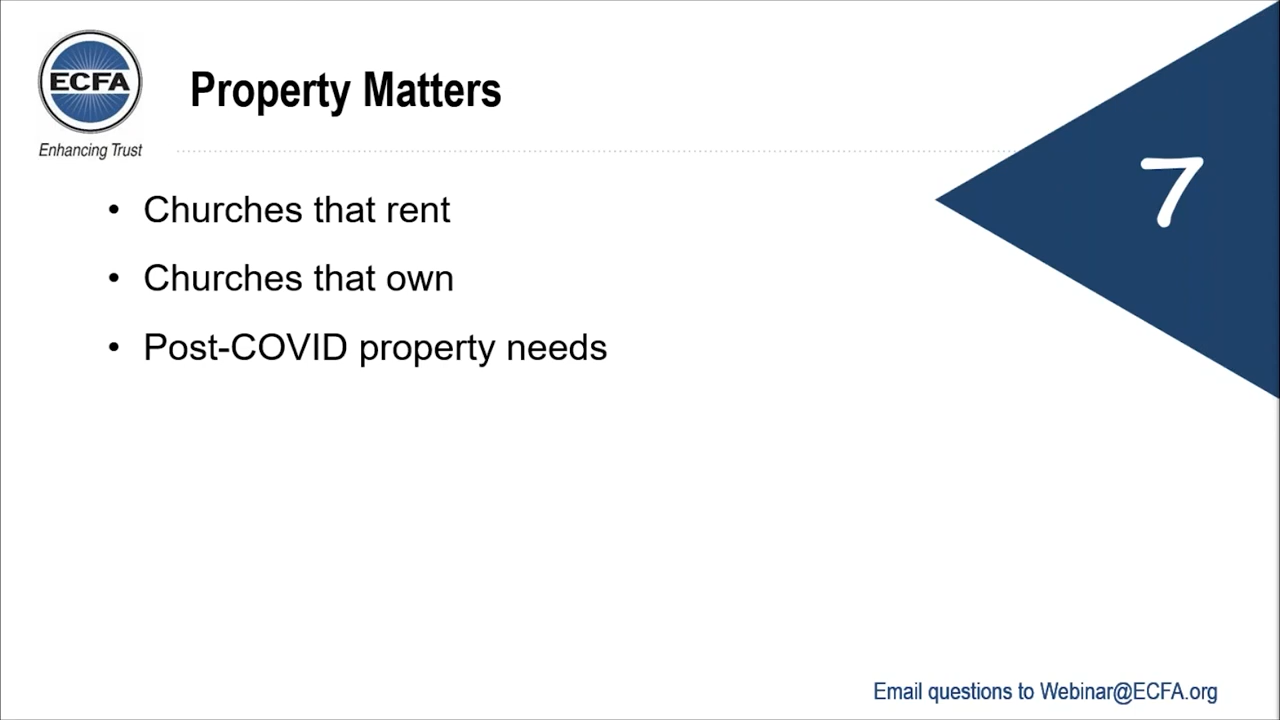 ECFA
Enhancing Trust
Property Matters
7
• Churches that rent
• Churches that own
• Post-COVID property needs
Email questions to Webinar@ECFA.org